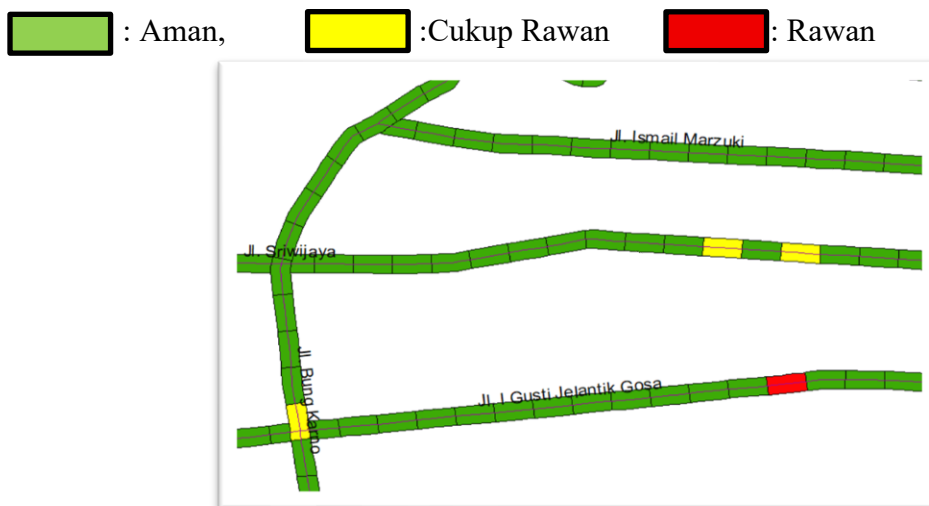 : Aman, :Cukup Rawan : Rawan
Jl. Ismail Marzuki
Jl. Sriwijaya
Jl. Bung Karno
Jl. I Gusti Jelantik Gosa